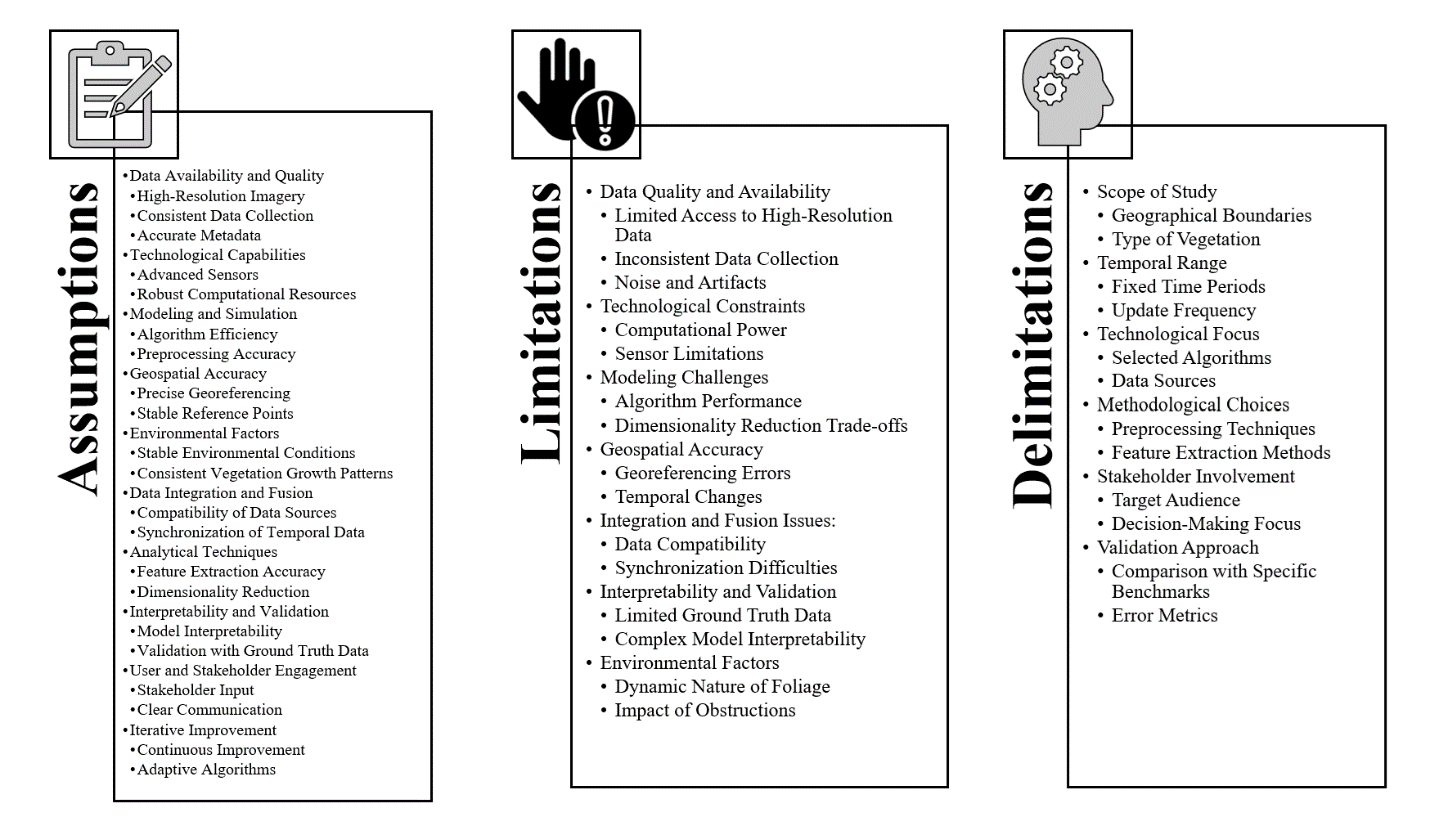 Assumptions
•Data Availability and Quality
•High-Resolution Imagery
•Consistent Data Collection
•Accurate Metadata
•Technological Capabilities
•Advanced Sensors
•Robust Computational Resources
•Modeling and Simulation
•Algorithm Efficiency
•Preprocessing Accuracy
•Geospatial Accuracy
•Precise Georeferencing
•Stable Reference Points
•Environmental Factors
•Stable Environmental Conditions
•Consistent Vegetation Growth Patterns
•Data Integration and Fusion
•Compatibility of Data Sources
•Synchronization of Temporal Data
•Analytical Techniques
•Feature Extraction Accuracy
•Dimensionality Reduction
•Interpretability and Validation
•Model Interpretability
•Validation with Ground Truth Data
•User and Stakeholder Engagement
•Stakeholder Input
•Clear Communication
•Iterative Improvement
•Continuous Improvement
•Adaptive Algorithms
Limitations
• Data Quality and Availability
• Limited Access to High-Resolution
Data
• Inconsistent Data Collection
• Noise and Artifacts
• Technological Constraints
• Computational Power
• Sensor Limitations
• Modeling Challenges
• Algorithm Performance
• Dimensionality Reduction Trade-offs
• Geospatial Accuracy
• Georeferencing Errors
• Temporal Changes
• Integration and Fusion Issues:
• Data Compatibility
• Synchronization Difficulties
• Interpretability and Validation
• Limited Ground Truth Data
• Complex Model Interpretability
• Environmental Factors
• Dynamic Nature of Foliage
• Impact of Obstructions
Delimitations
• Scope of Study
• Geographical Boundaries
• Type of Vegetation
• Temporal Range
• Fixed Time Periods
• Update Frequency
• Technological Focus
• Selected Algorithms
• Data Sources
• Methodological Choices
• Preprocessing Techniques
• Feature Extraction Methods
• Stakeholder Involvement
• Target Audience
• Decision-Making Focus
• Validation Approach
• Comparison with Specific
Benchmarks
• Error Metrics